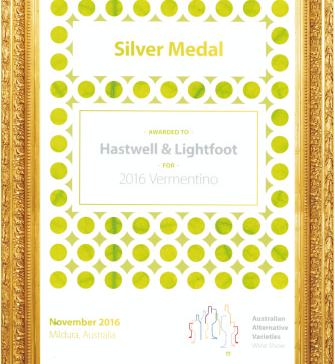 Silver Medal
- AWARDED TO -
Hastwell & Lightfoot
- FOR -
2016 Vermentino
November 2016
Mildura, Australia
Australian
Alternative
Varieties
Wine Show